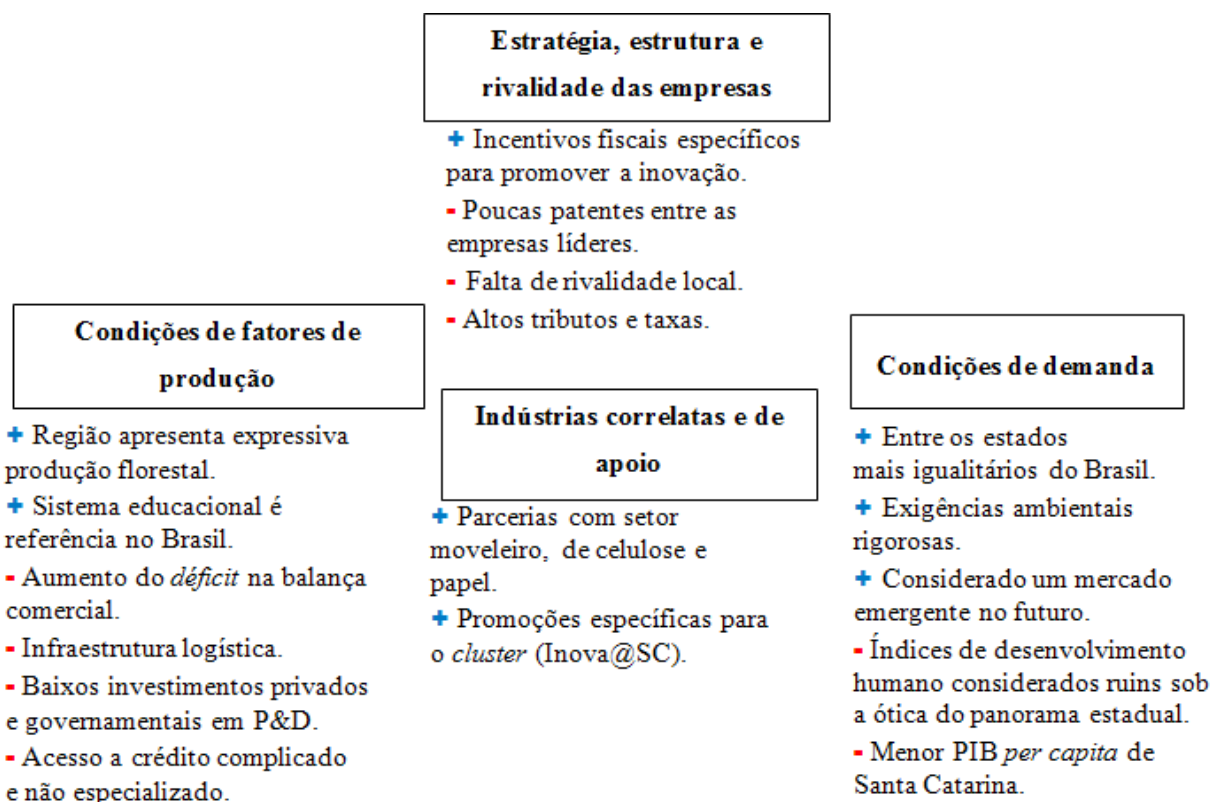 Estratégia, estrutura e
rivalidade das empresas
+ Incentivos fiscais específicos
para promover a inovação.
- Poucas patentes entre as
empresas líderes.
- Falta de rivalidade local.
- Altos tributos e taxas.
Condições de fatores de
produção
+ Região apresenta expressiva
produção florestal.
+ Sistema educacional é
referência no Brasil.
- Aumento do déficit na balança
comercial.
- Infraestrutura logística.
- Baixos investimentos privados
e governamentais em P&D.
- Acesso a crédito complicado
e não especializado.
Indústrias correlatas e de
apoio
+ Parcerias com setor
moveleiro, de celulose e
papel.
+ Promoções específicas para
o cluster (Inova@SC).
Condições de demanda
+ Entre os estados
mais igualitários do Brasil.
+ Exigências ambientais
rigorosas.
+ Considerado um mercado
emergente no futuro.
- Índices de desenvolvimento
humano considerados ruins sob
a ótica do panorama estadual.
- Menor PIB per capita de
Santa Catarina.